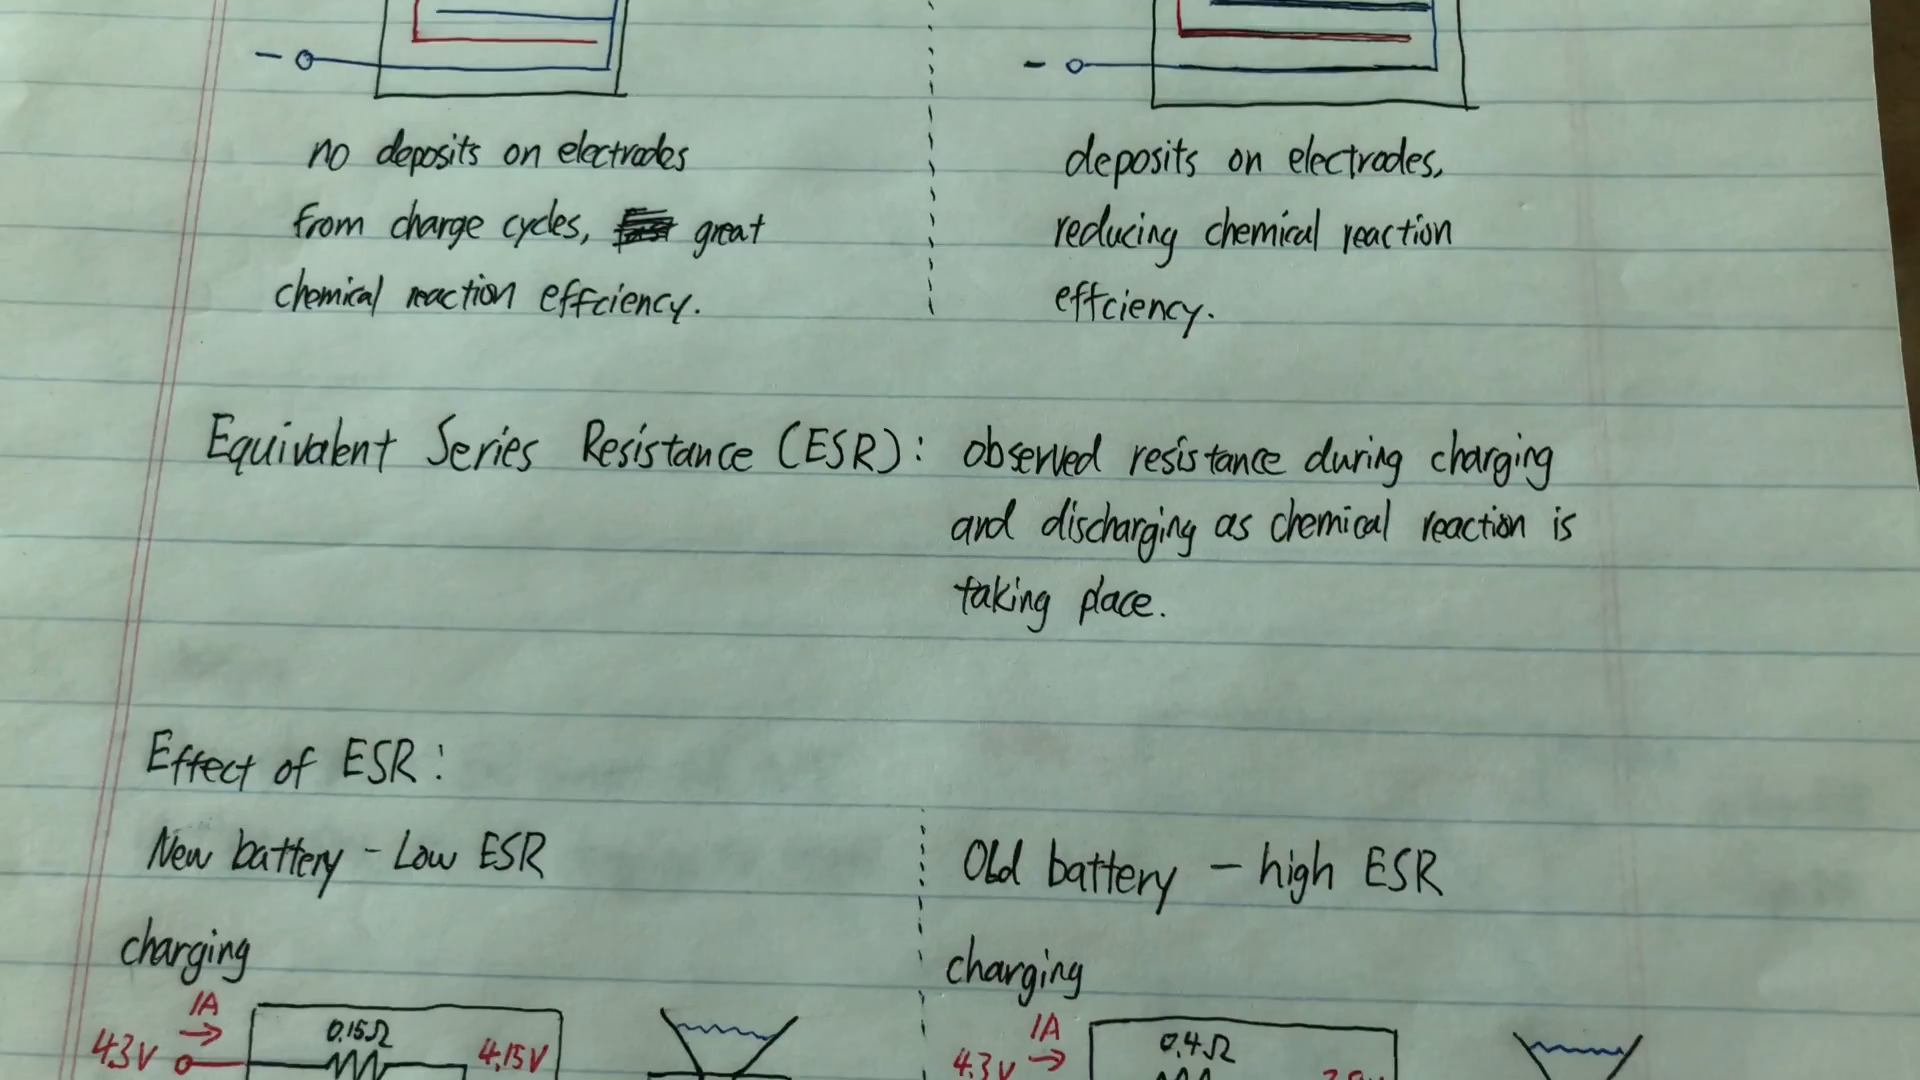 no deposits on electrodes
from charge cycles, great
chemical reaction effciency.
deposits on electrodes,
reducing chemical reaction
effciency.
Equivalent Series Resistance (ESR): observed resistance during charging
and discharging as chemical reaction is
taking place.
Effect of ESR:
New battery - Low ESR
charging
1A
4.3V
0.15Ω
4.15V
Old battery - high ESR
charging
1A
4.3V
0.4Ω